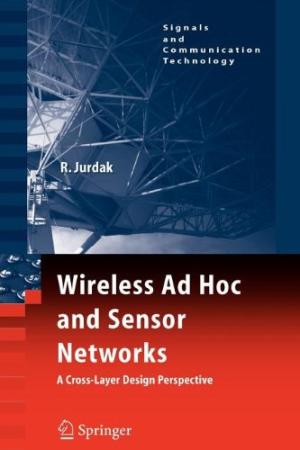 Signals
and
Communication
Technology
R. Jurdak
Wireless Ad Hoc
and Sensor
Networks
A Cross-Layer Design Perspective
Springer